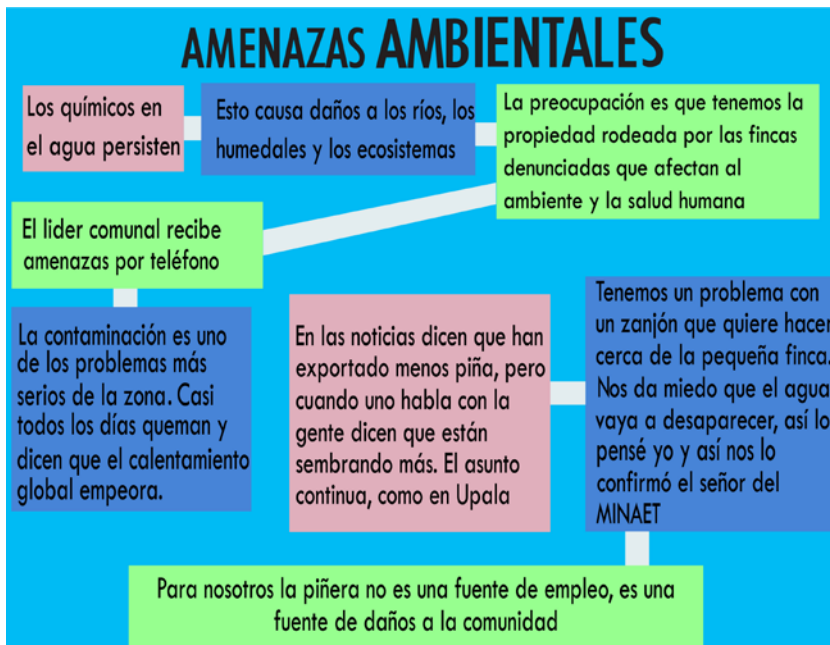 AMENAZAS AMBIENTALES
Los químicos en
el agua persisten
Esto causa daños a los ríos, los
humedales y los ecosistemas
La preocupación es que tenemos la
propiedad rodeada por las fincas
denunciadas que afectan al
ambiente y la salud humana
El lider comunal recibe
amenazas por teléfono
La contaminación es uno
de los problemas más
serios de la zona. Casi
todos los días queman y
dicen que el calentamiento
global empeora.
En las noticias dicen que han
exportado menos piña, pero
cuando uno habla con la
gente dicen que están
sembrando más. El asunto
continua, como en Upala
Tenemos un problema con
un zanjón que quiere hacer
cerca de la pequeña finca.
Nos da miedo que el agua
vaya a desaparecer, así lo
pensé yo y así nos lo
confirmó el señor del
MINAET
Para nosotros la piñera no es una fuente de empleo, es una
fuente de daños a la comunidad